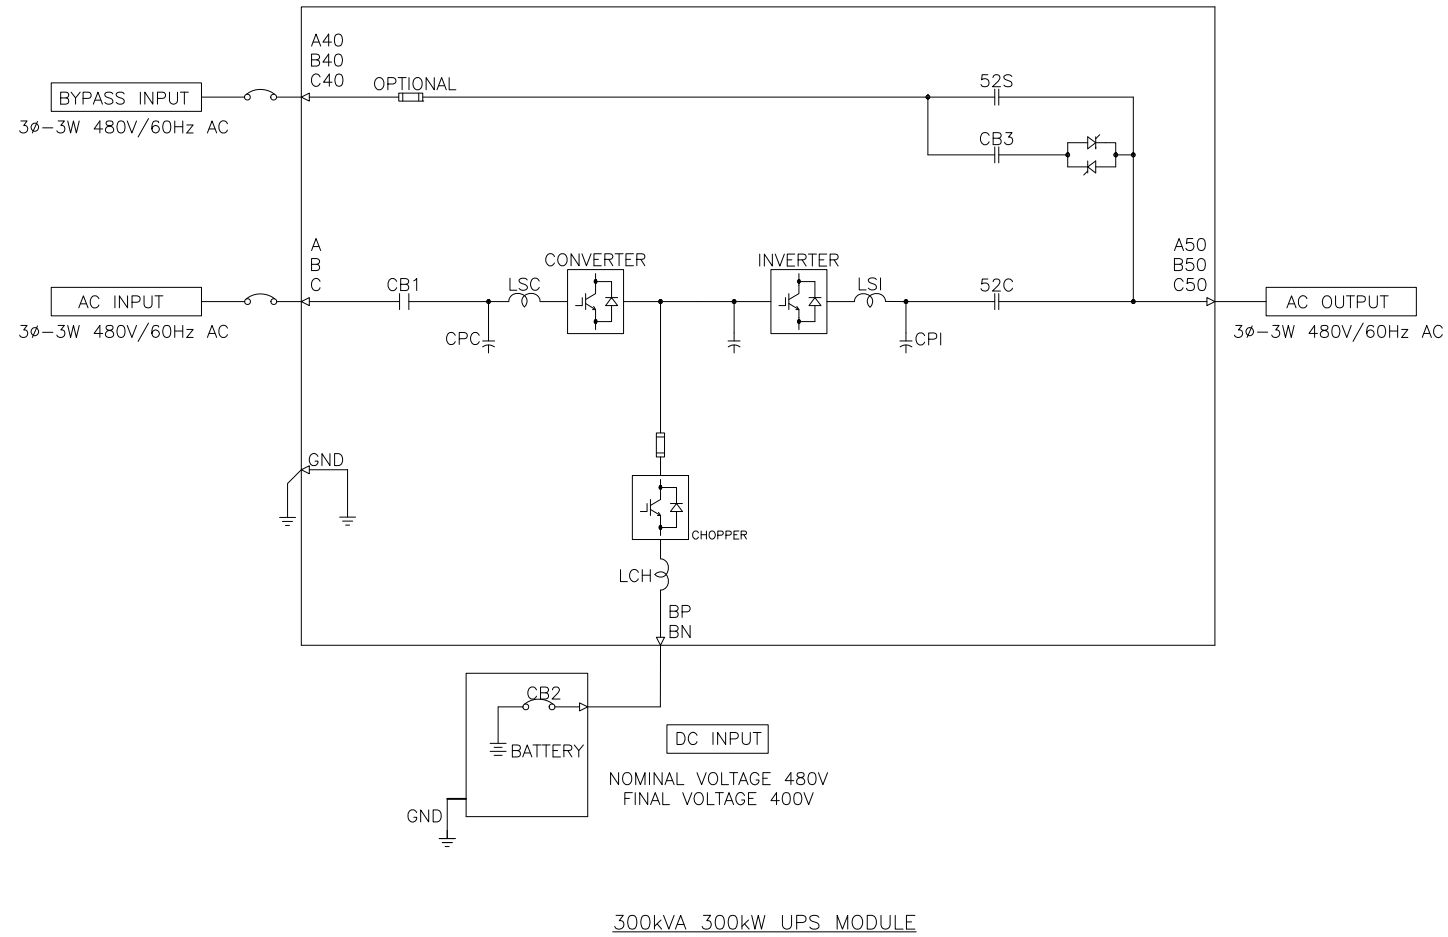 A40
B40
C40
OPTIONAL
52S
BYPASS INPUT
3ø-3W 480V/60Hz AC
CB3
A
B
C
CB1
LSC
CONVERTER
INVERTER
LSI
52C
A50
B50
C50
AC INPUT
3ø-3W 480V/60Hz AC
AC OUTPUT
3ø-3W 480V/60Hz AC
CPC
CPI
GND
CHOPPER
LCH
BP
BN
CB2
BATTERY
DC INPUT
NOMINAL VOLTAGE 480V
FINAL VOLTAGE 400V
GND
300kVA 300kW UPS MODULE